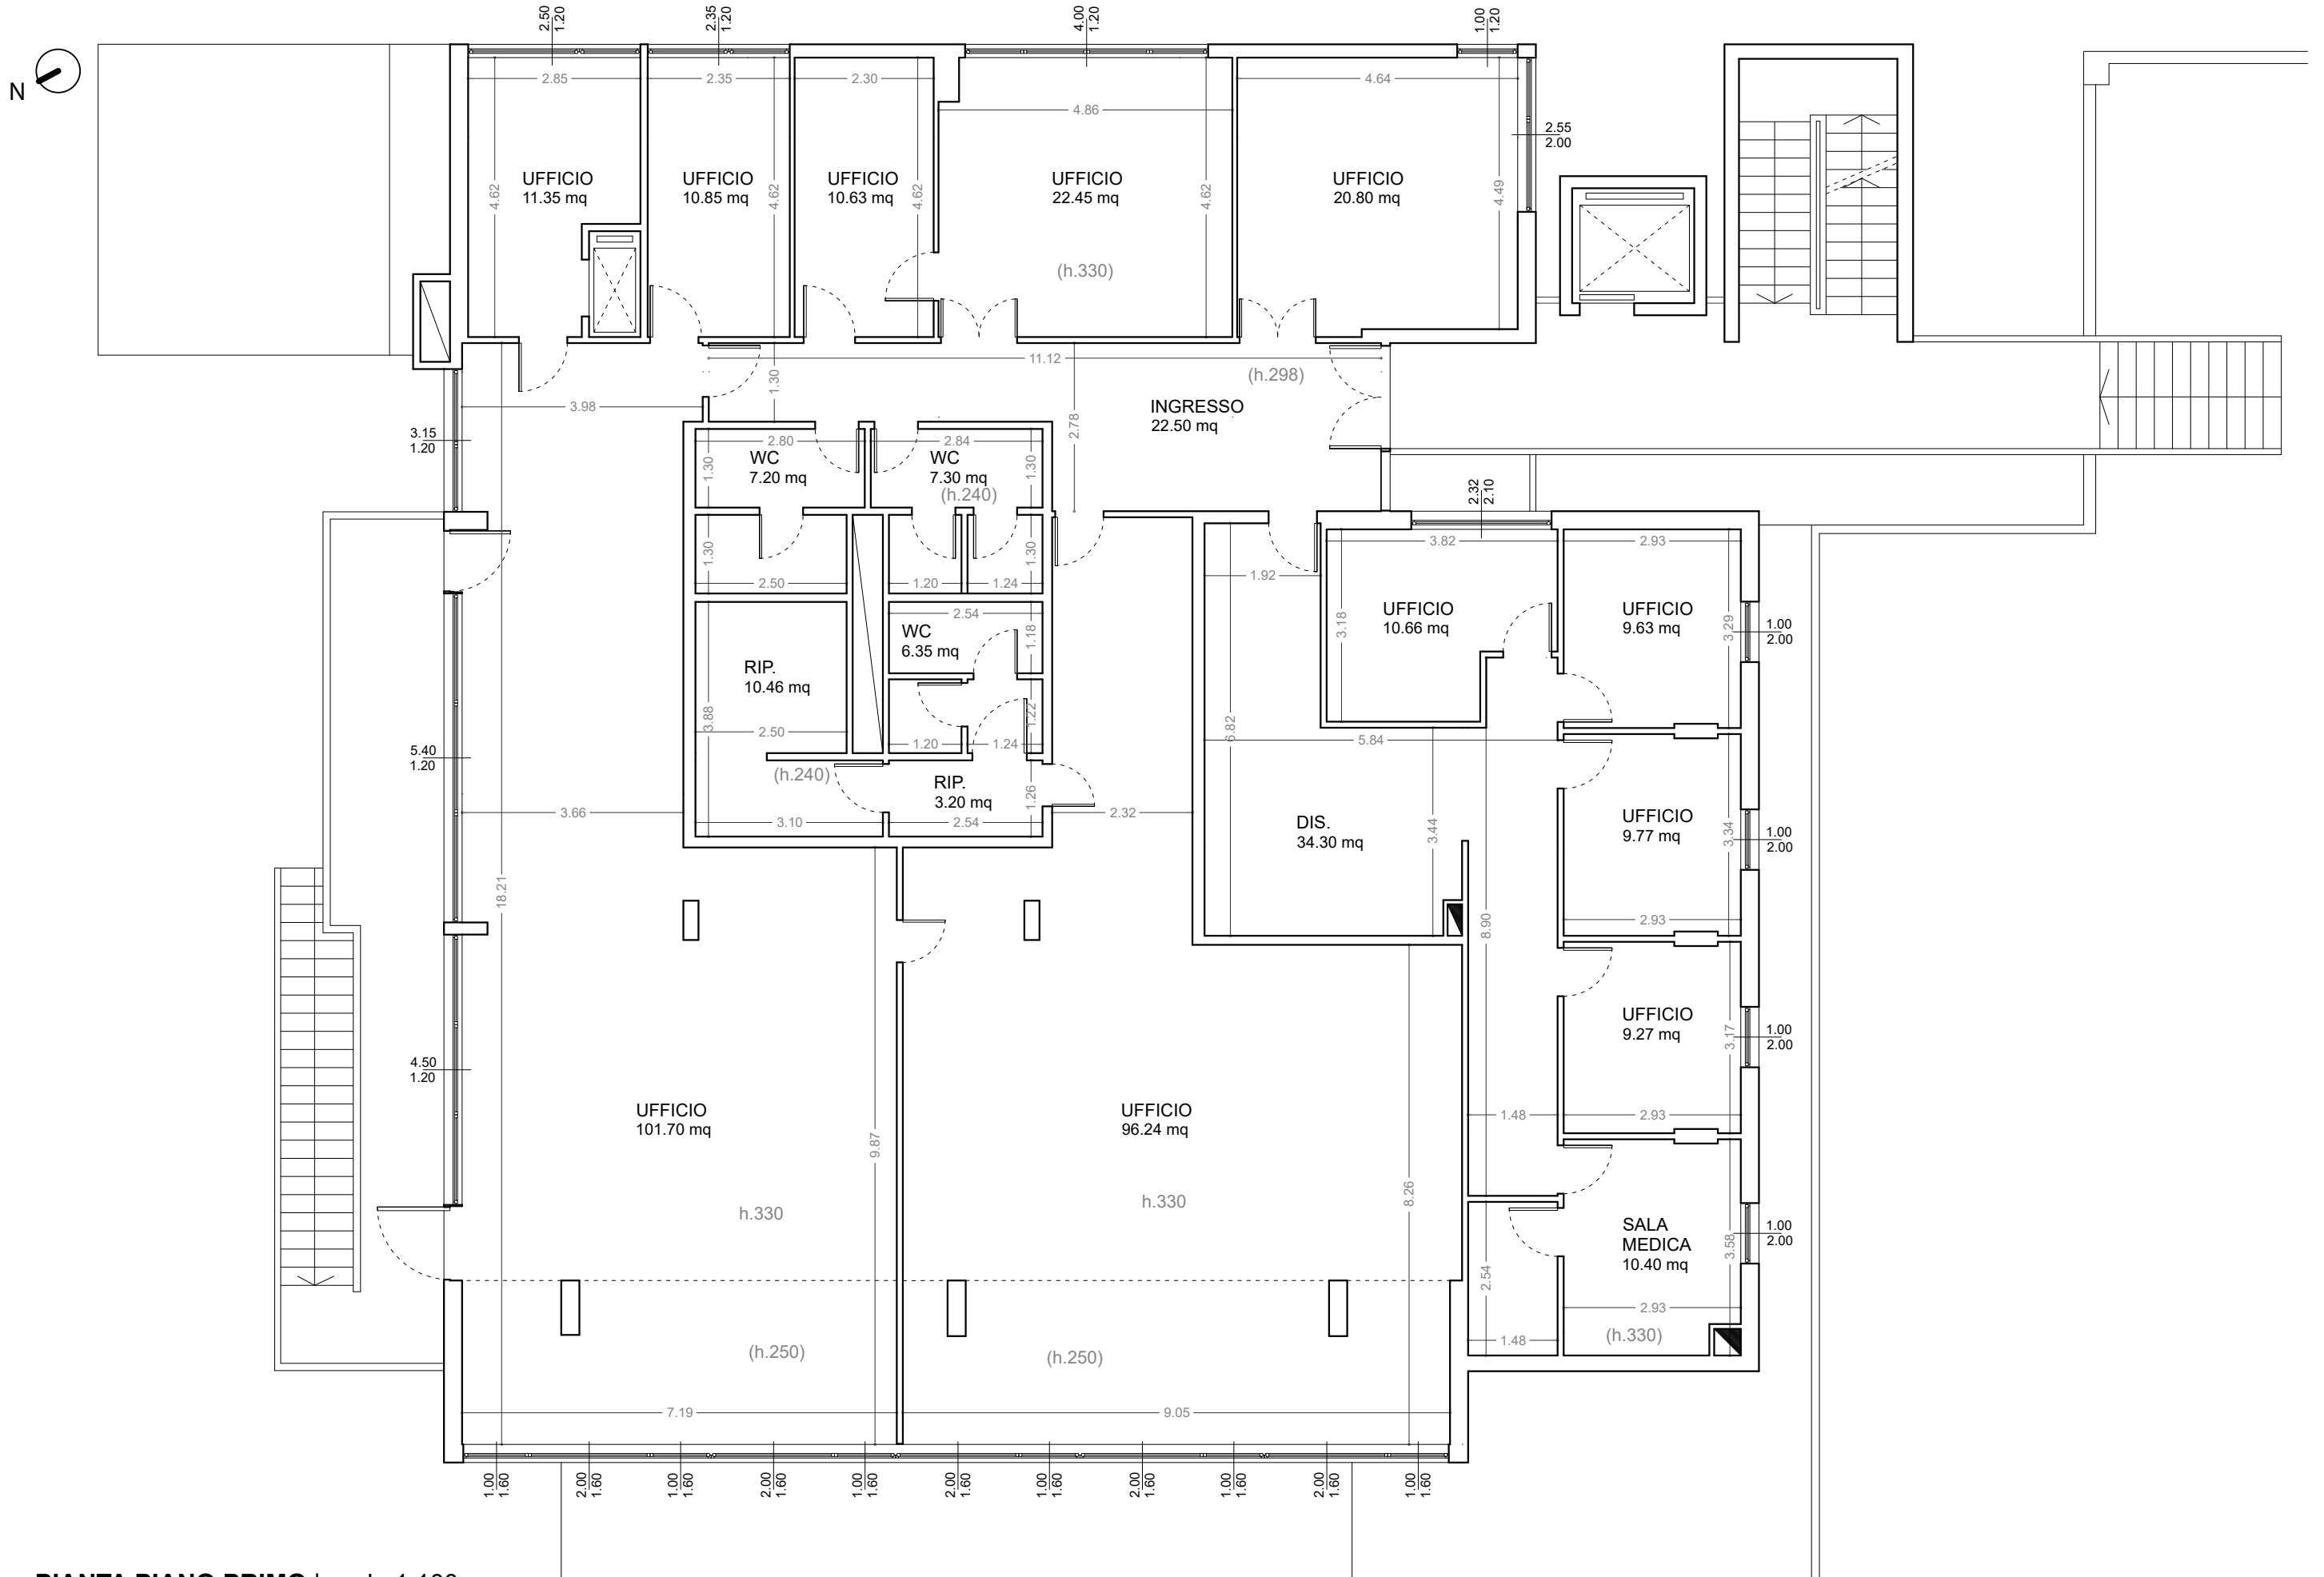 2.50
1.20
2.35
1.20
4.00
1.20
1.00
1.20
N
2.85
2.35
2.30
4.86
4.64
2.55
2.00
UFFICIO
11.35 mq
UFFICIO
10.85 mq
UFFICIO
10.63 mq
UFFICIO
22.45 mq
UFFICIO
20.80 mq
4.62
4.62
4.62
4.62
4.49
(h.330)
11.12
(h.298)
1.30
3.98
INGRESSO
22.50 mq
2.78
3.15
1.20
2.80
2.84
WC
7.20 mq
WC
7.30 mq
1.30
1.30
(h.240)
2.32
2.10
3.82
2.93
1.30
1.30
2.50
1.20
1.24
1.92
2.54
WC
6.35 mq
1.18
3.18
UFFICIO
10.66 mq
UFFICIO
9.63 mq
3.29
1.00
2.00
RIP.
10.46 mq
3.88
2.50
1.22
1.20
1.24
6.82
5.84
5.40
1.20
(h.240)
RIP.
3.20 mq
1.26
3.66
3.10
2.54
2.32
DIS.
34.30 mq
3.44
UFFICIO
9.77 mq
3.34
1.00
2.00
18.21
8.90
2.93
UFFICIO
9.27 mq
3.17
1.00
2.00
4.50
1.20
UFFICIO
101.70 mq
9.87
UFFICIO
96.24 mq
1.48
2.93
h.330
h.330
8.26
SALA
MEDICA
10.40 mq
3.58
1.00
2.00
2.54
2.93
(h.330)
1.48
(h.250)
(h.250)
7.19
9.05
1.00
1.60
2.00
1.60
1.00
1.60
2.00
1.60
1.00
1.60
2.00
1.60
1.00
1.60
2.00
1.60
1.00
1.60
2.00
1.60
1.00
1.60
PIANTA PIANO PRIMO